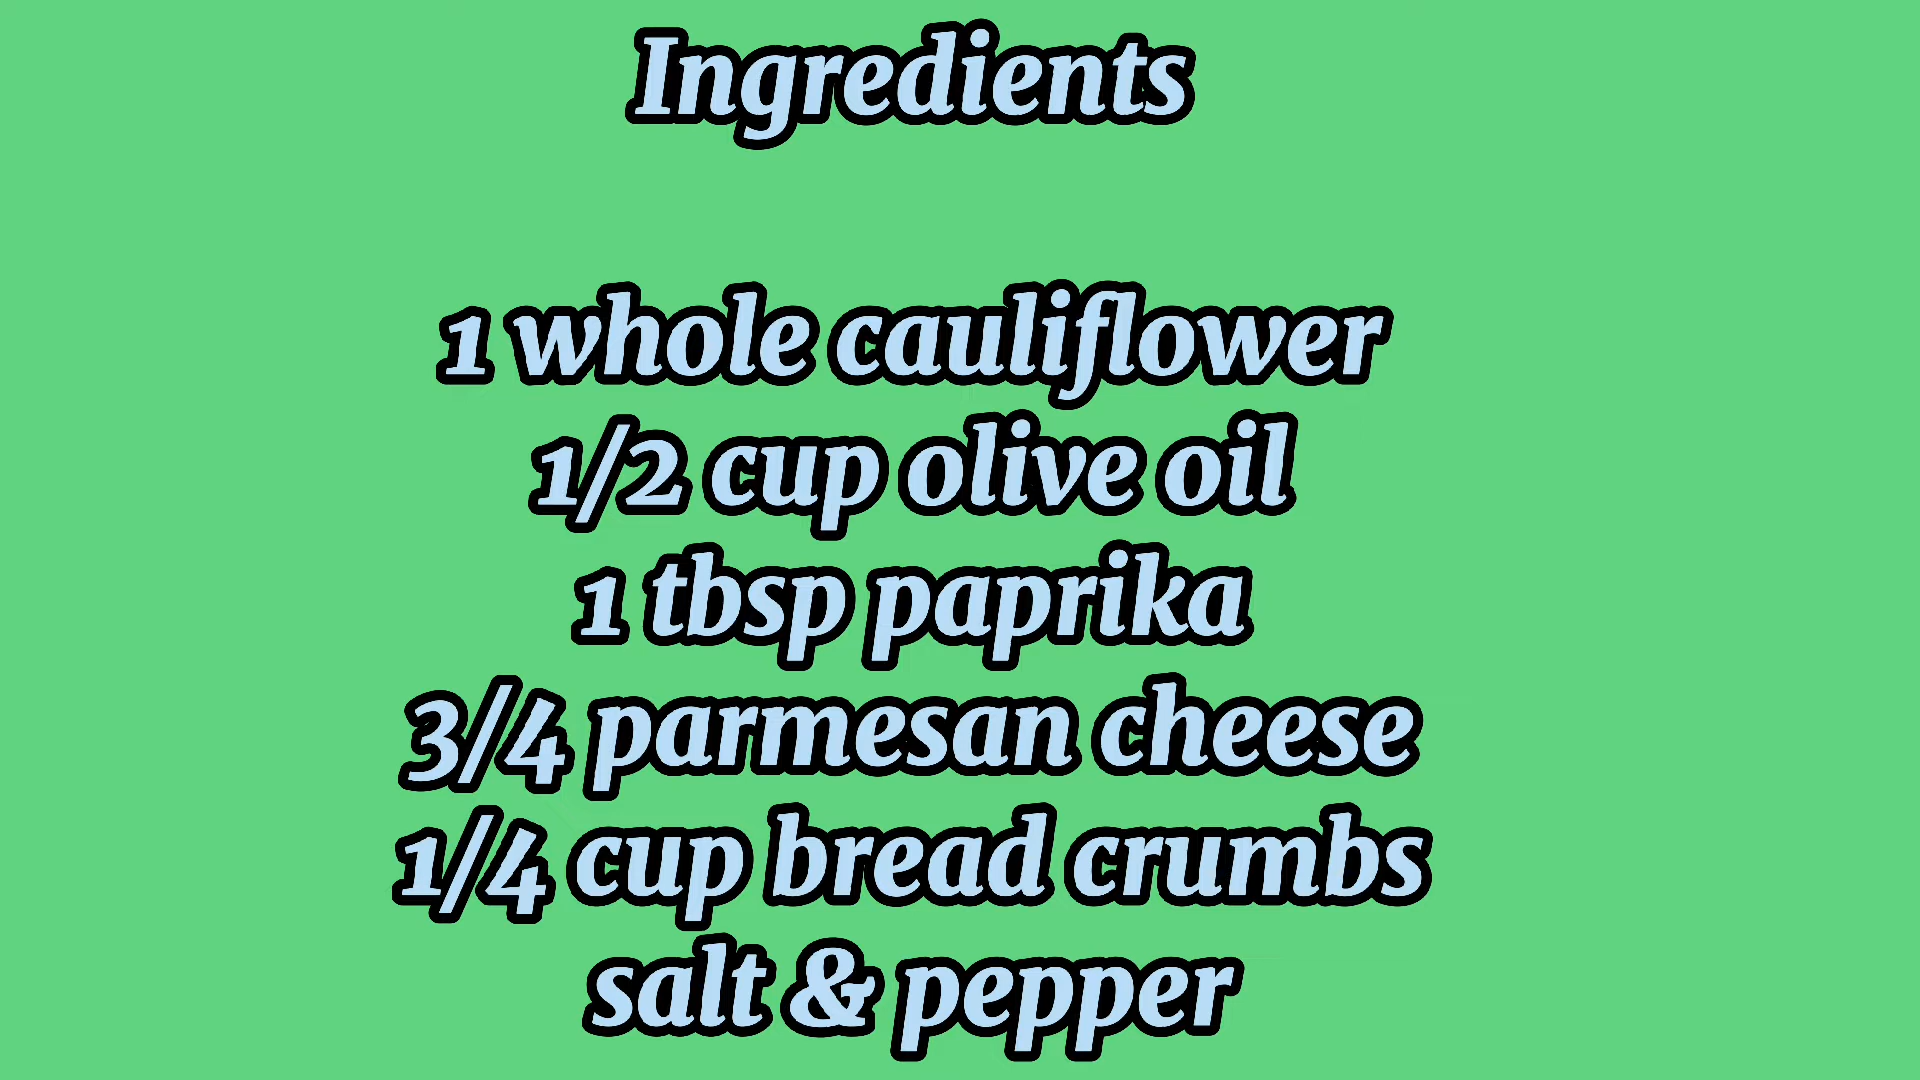 Ingredients
1 whole cauliflower
1/2 cup olive oil
1 tbsp paprika
3/4 parmesan cheese
1/4 cup bread crumbs
salt & pepper